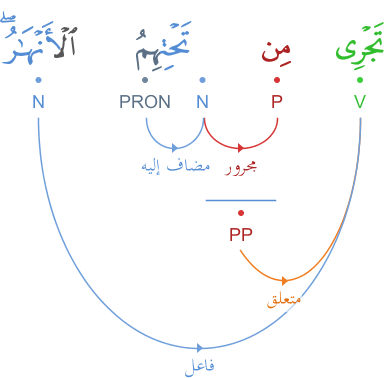 تَجْرِى مِن تَحْتِهِمُ ٱلْأَنْهَٰرُ ۖ
V P N PRON N
مجرور مضاف إليه
PP
متعلق
فاعل